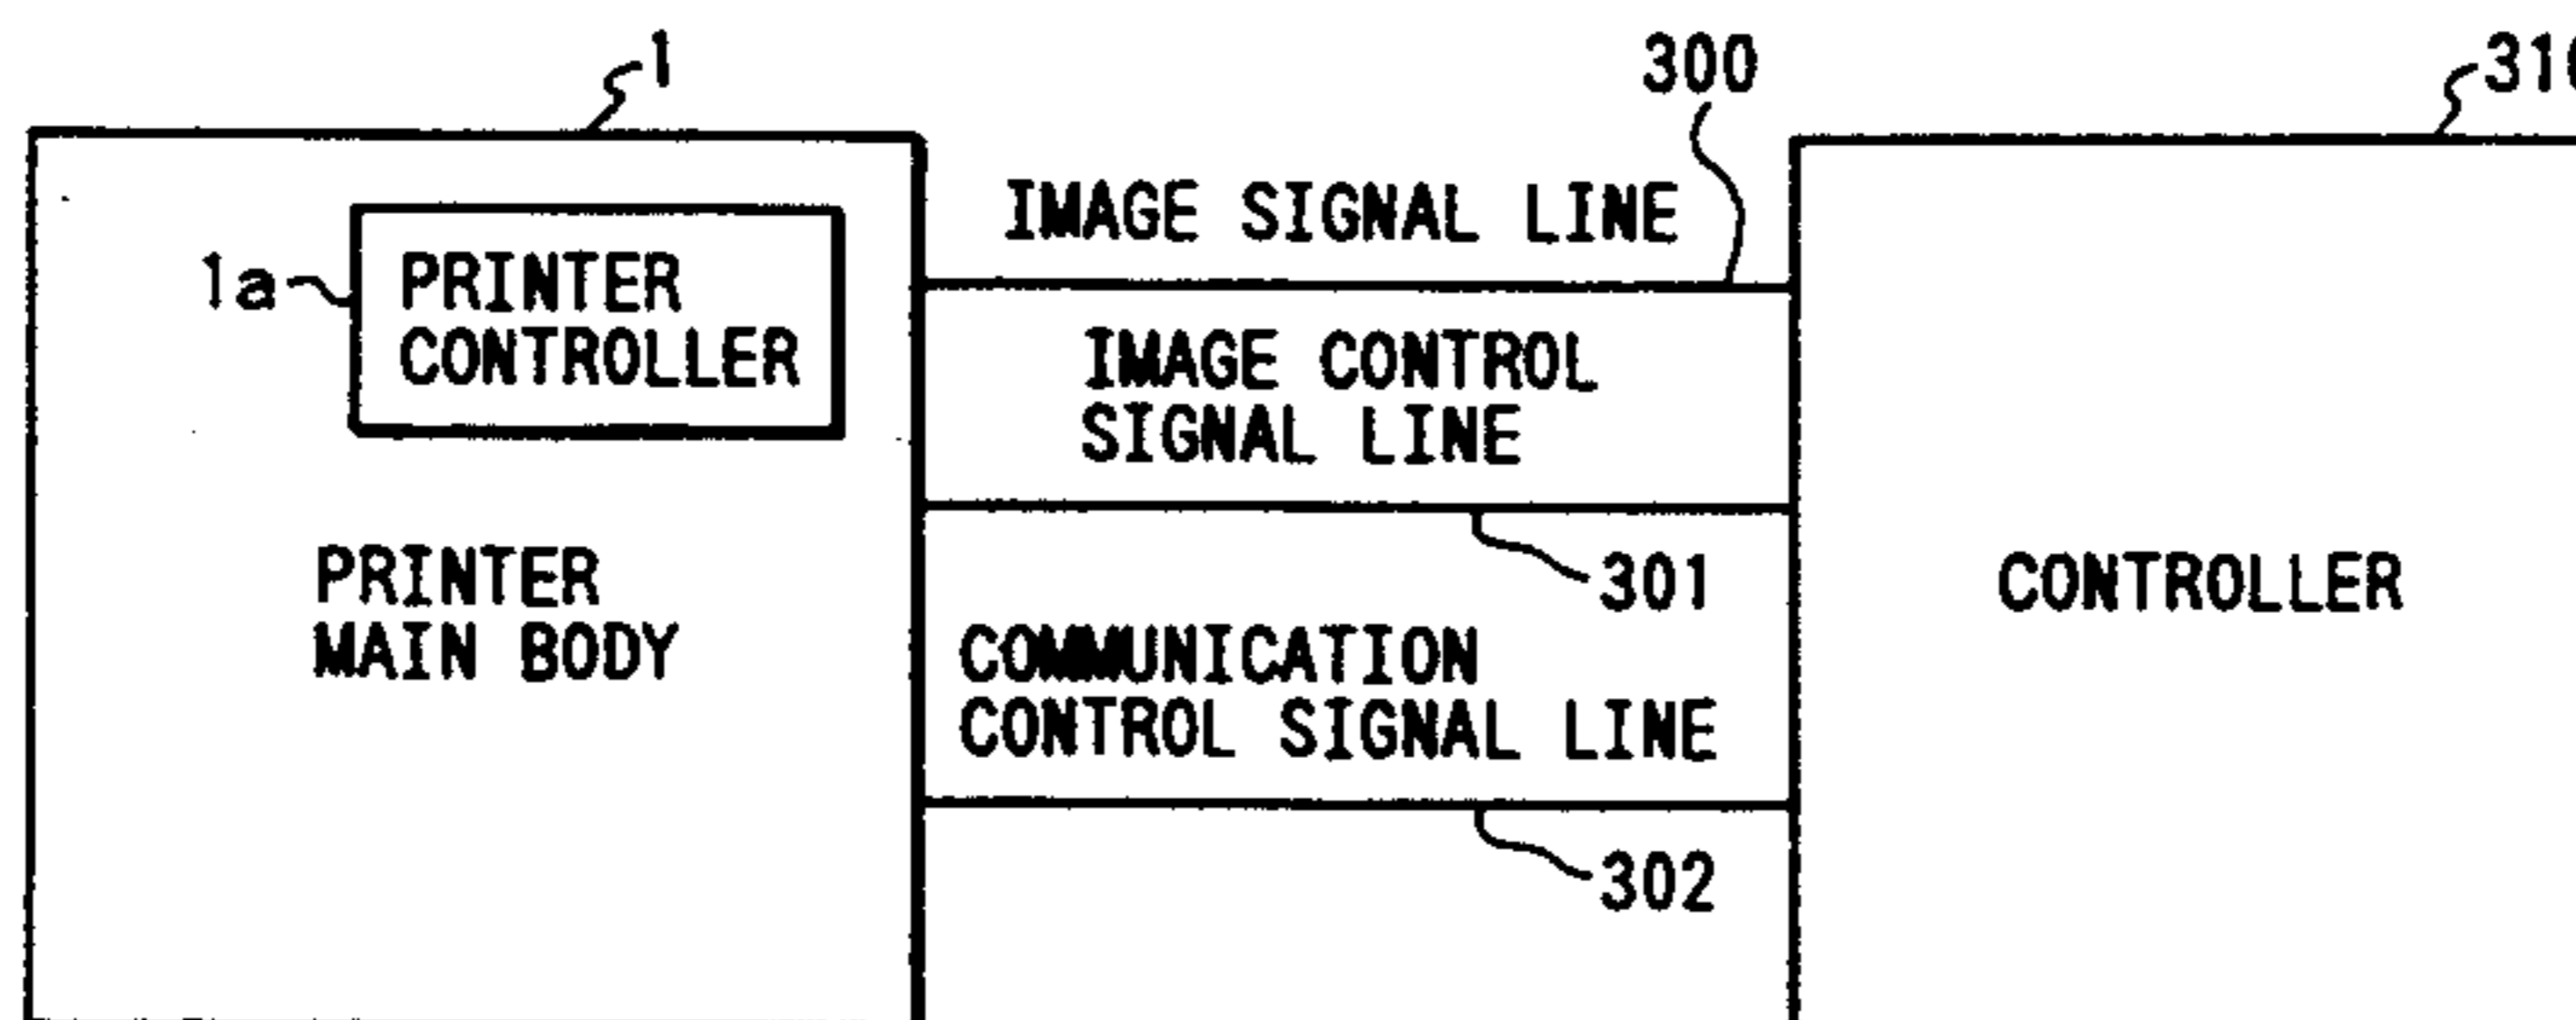 1
300
IMAGE SIGNAL LINE
1a
PRINTER
CONTROLLER
IMAGE CONTROL
SIGNAL LINE
301
PRINTER
MAIN BODY
CONTROLLER
COMMUNICATION
CONTROL SIGNAL LINE
302